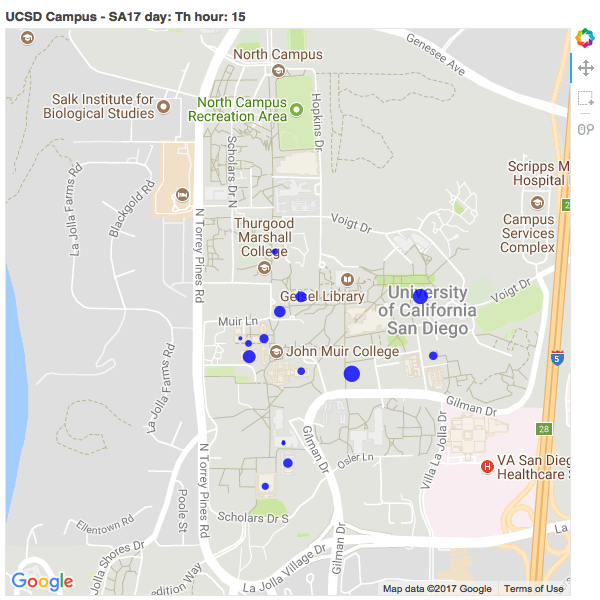 UCSD Campus - SA17 day: Th hour: 15
Genesee Ave
North Campus
Salk Institute for
Biological Studies
North Campus
Recreation Area
Hopkins Dr
Scholars Dr N
Scripps M
Hospital
La Jolla Farms Rd
Blackgold Rd
N Torrey Pines Rd
Voigt Dr
Thurgood
Marshall
College
Campus
Services
Complex
Geisel Library
University
of California
San Diego
Voigt Dr
Muir Ln
John Muir College
5
La Jolla Farms Rd
Gilman Dr
28
Gilman Dr
Villa La Jolla Dr
N Torrey Pines Rd
Osler Ln
H
VA San Dieg
Healthcare
Poole St
Ellentown Rd
Scholars Dr S
Gilman Dr
La
La Jolla Shores Dr
La Jolla Village Dr
edition Way
Google
Map data ©2017 Google
Terms of Use